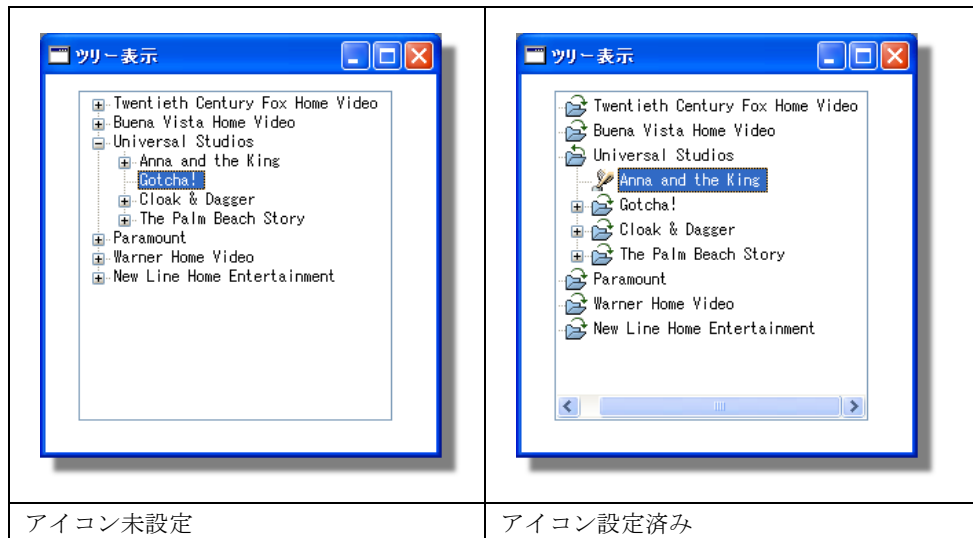 ツリー表示
Twentieth Century Fox Home Video
Buena Vista Home Video
Universal Studios
Anna and the King
Gotcha!
Cloak & Dagger
The Palm Beach Story
Paramount
Warner Home Video
New Line Home Entertainment
アイコン未設定
ツリー表示
Twentieth Century Fox Home Video
Buena Vista Home Video
Universal Studios
Anna and the King
Gotcha!
Cloak & Dagger
The Palm Beach Story
Paramount
Warner Home Video
New Line Home Entertainment
アイコン設定済み